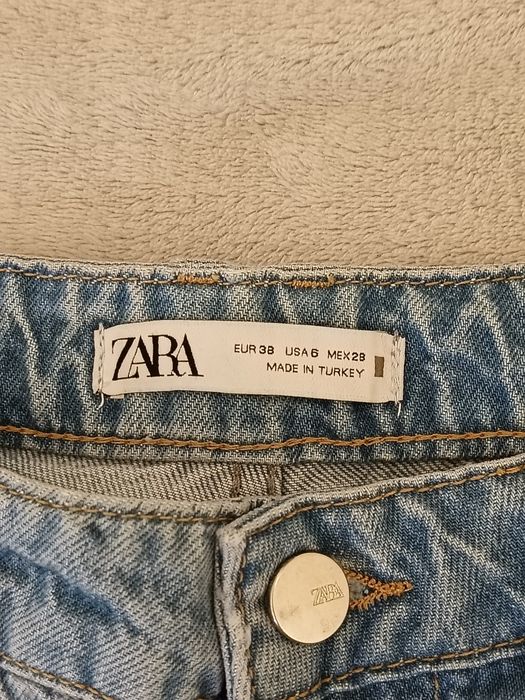 ZARA
EUR 38 USA 6 MEX 28
MADE IN TURKEY
ZARA